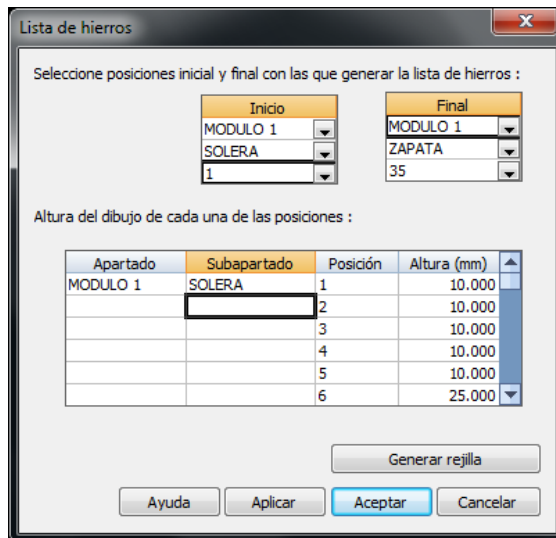 Lista de hierros
x
Seleccione posiciones inicial y final con las que generar la lista de hierros :
Inicio Final
MODULO 1 MODULO 1
SOLERA ZAPATA
1 35
Altura del dibujo de cada una de las posiciones :
Apartado Subapartado Posición Altura (mm)
MODULO 1 SOLERA 1 10.000
2 10.000
3 10.000
4 10.000
5 10.000
6 25.000
Generar rejilla
Ayuda Aplicar Aceptar Cancelar